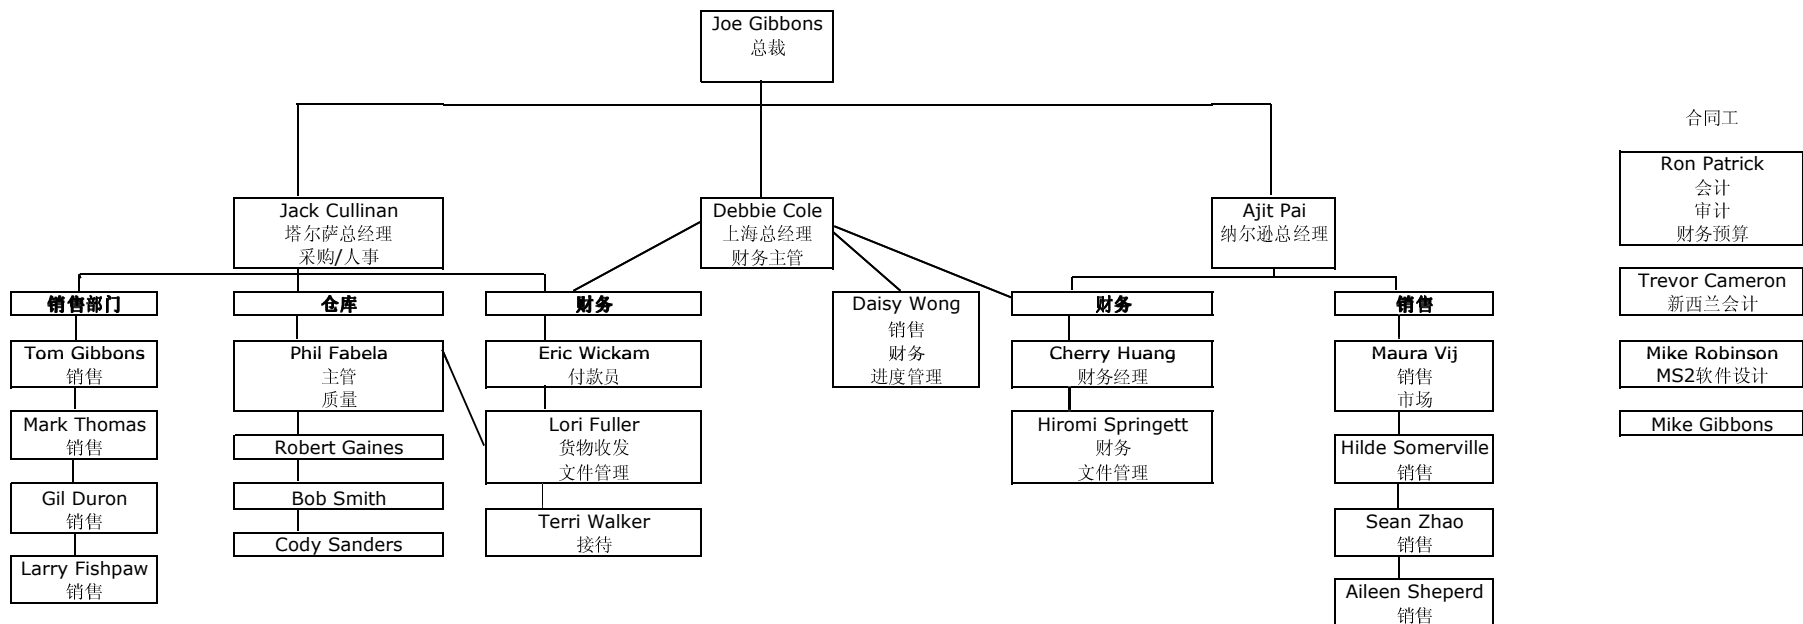 Joe Gibbons
总裁
合同工
Ron Patrick
会计
审计
财务预算
Jack Cullinan
塔尔萨总经理
采购/人事
Debbie Cole
上海总经理
财务主管
Ajit Pai
纳尔逊总经理
Trevor Cameron
新西兰会计
销售部门
仓库
财务
Daisy Wong
销售
财务
进度管理
财务
销售
Tom Gibbons
销售
Phil Fabela
主管
质量
Eric Wickam
付款员
Cherry Huang
财务经理
Maura Vij
销售
市场
Mike Robinson
MS2软件设计
Mark Thomas
销售
Robert Gaines
Lori Fuller
货物收发
文件管理
Hiromi Springett
财务
文件管理
Hilde Somerville
销售
Mike Gibbons
Gil Duron
销售
Bob Smith
Cody Sanders
Terri Walker
接待
Sean Zhao
销售
Larry Fishpaw
销售
Aileen Sheperd
销售